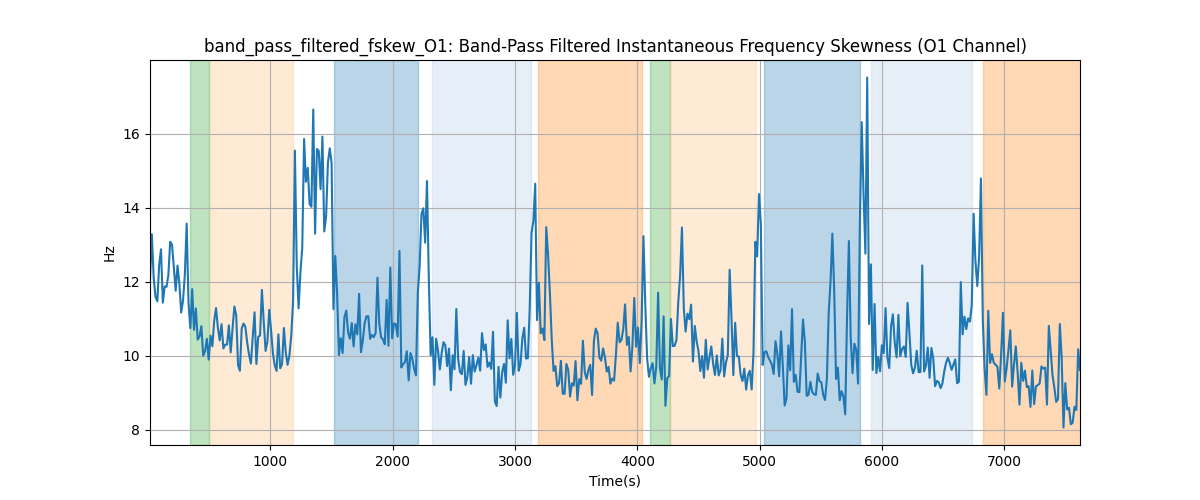 band_pass_filtered_fskew_O1: Band-Pass Filtered Instantaneous Frequency Skewness (O1 Channel)
16
14
12
10
8
Hz
1000 2000 3000 4000 5000 6000 7000
Time(s)